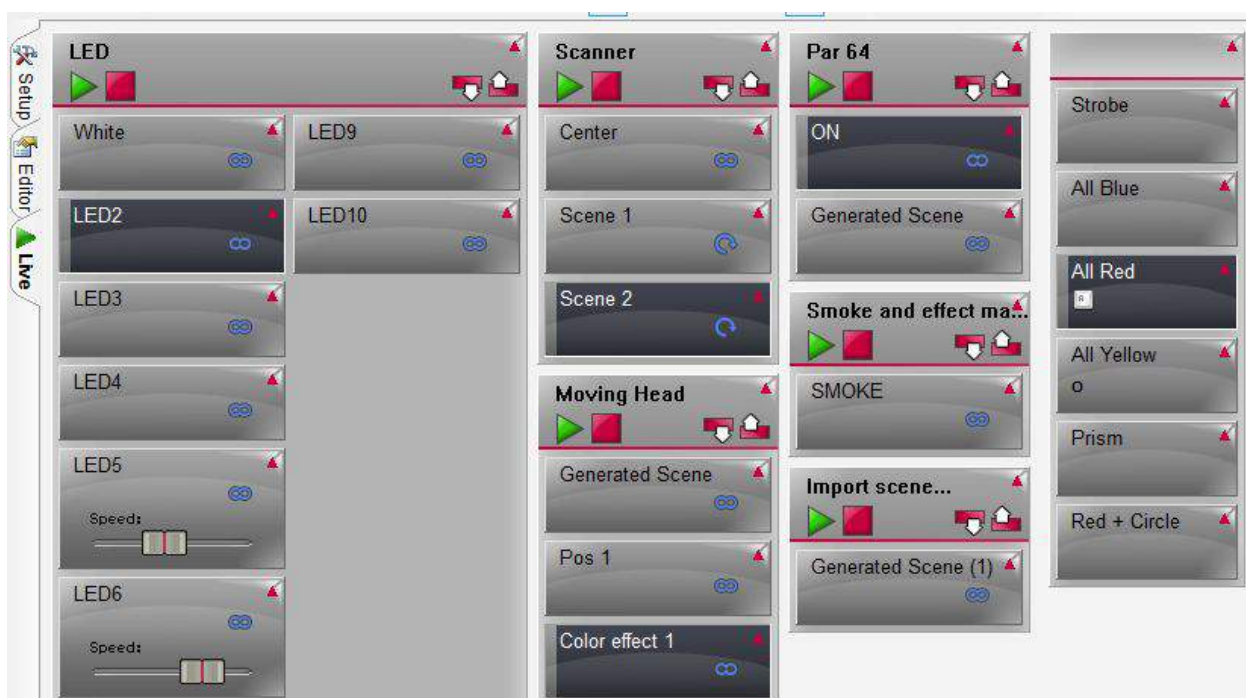 Setup
Editor
Live
LED
White
LED9
LED2
LED10
LED3
LED4
LED5
Speed:
LED6
Speed:
Scanner
Center
Scene 1
Scene 2
Moving Head
Generated Scene
Pos 1
Color effect 1
Par 64
ON
Generated Scene
Smoke and effect ma...
SMOKE
Import scene...
Generated Scene (1)
Strobe
All Blue
All Red
All Yellow
o
Prism
Red + Circle